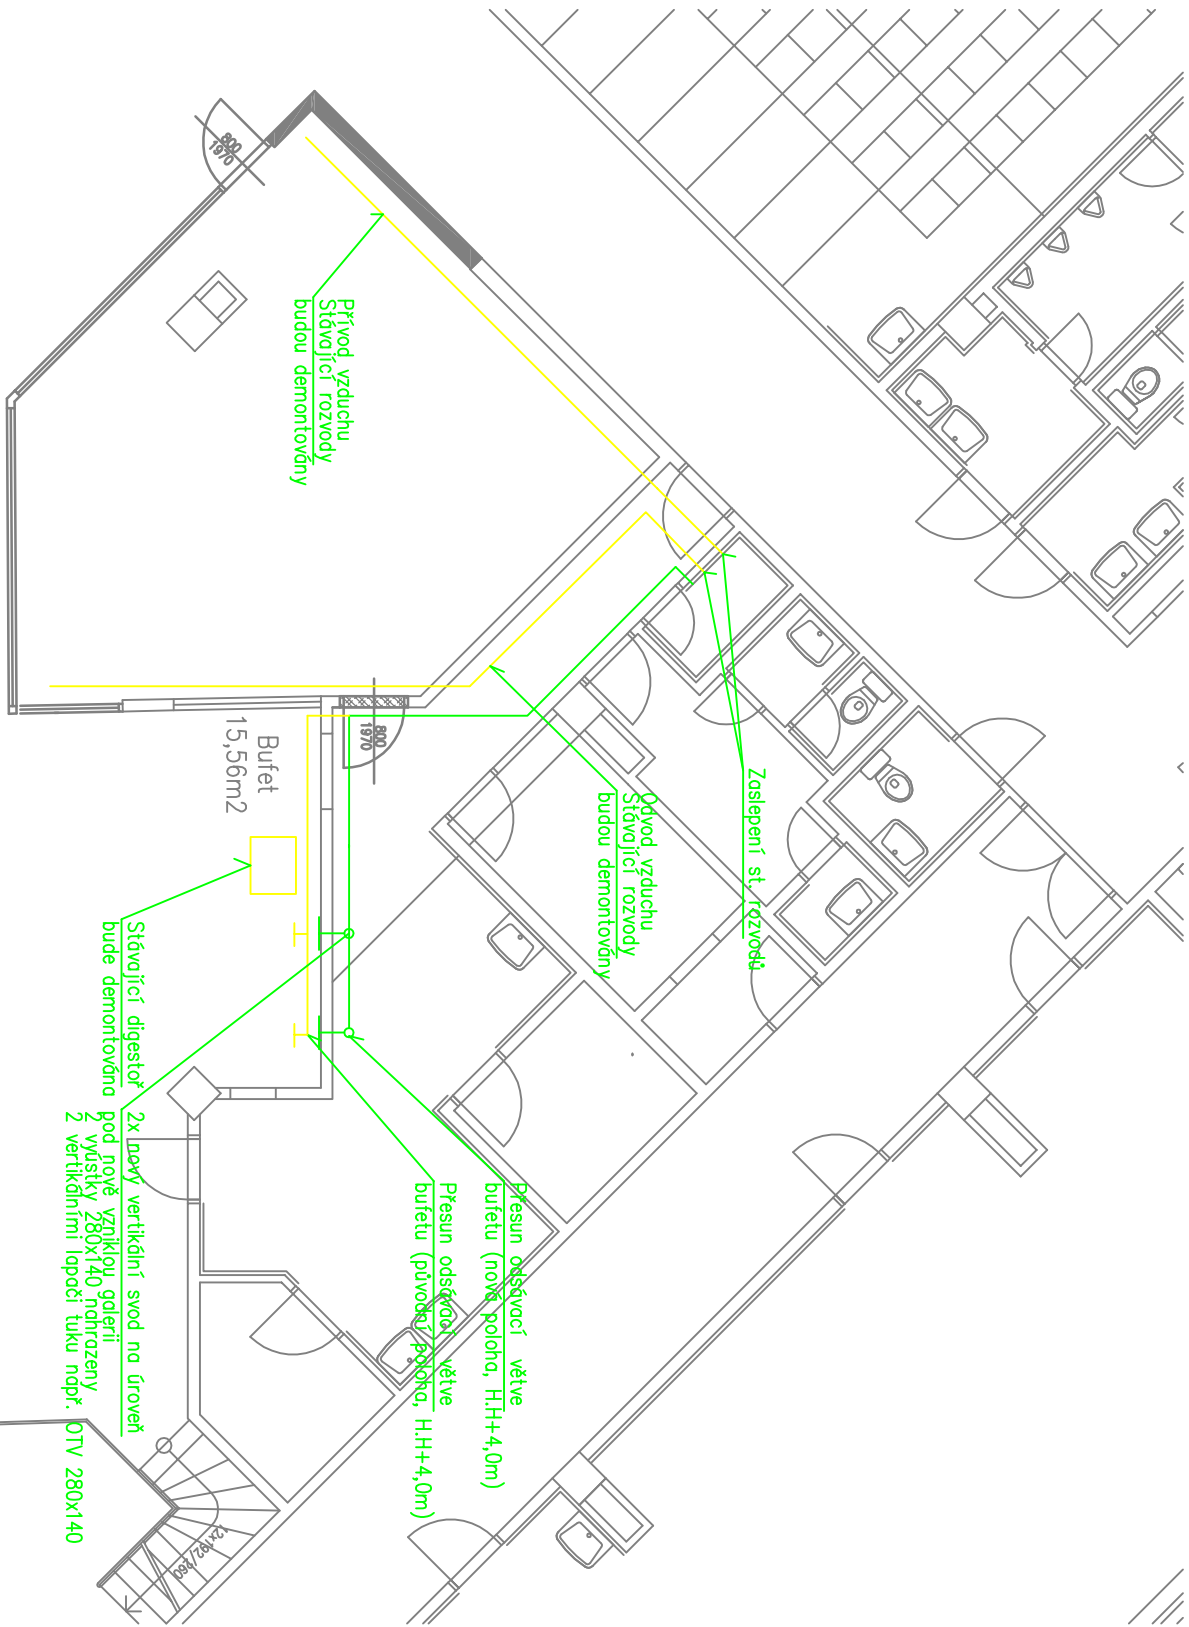 800
1970
Přívod vzduchu
Stávající rozvody
budou demontovány
Zaslepení st. rozvodů
Odvod vzduchu
Stávající rozvody
budou demontovány
800
1970
Bufet
15,56m2
Stávající digestoř
bude demontována
2x nový vertikální svod na úroveň
pod nově vzniklou galerii
2 výústky 280x140 nahrazeny
2 vertikálními lapači tuku např. OTV 280x140
Přesun odsávací větve
bufetu (nová poloha, H.H+4,0m)
Přesun odsávací větve
bufetu (původní poloha, H.H+4,0m)
12x192/260